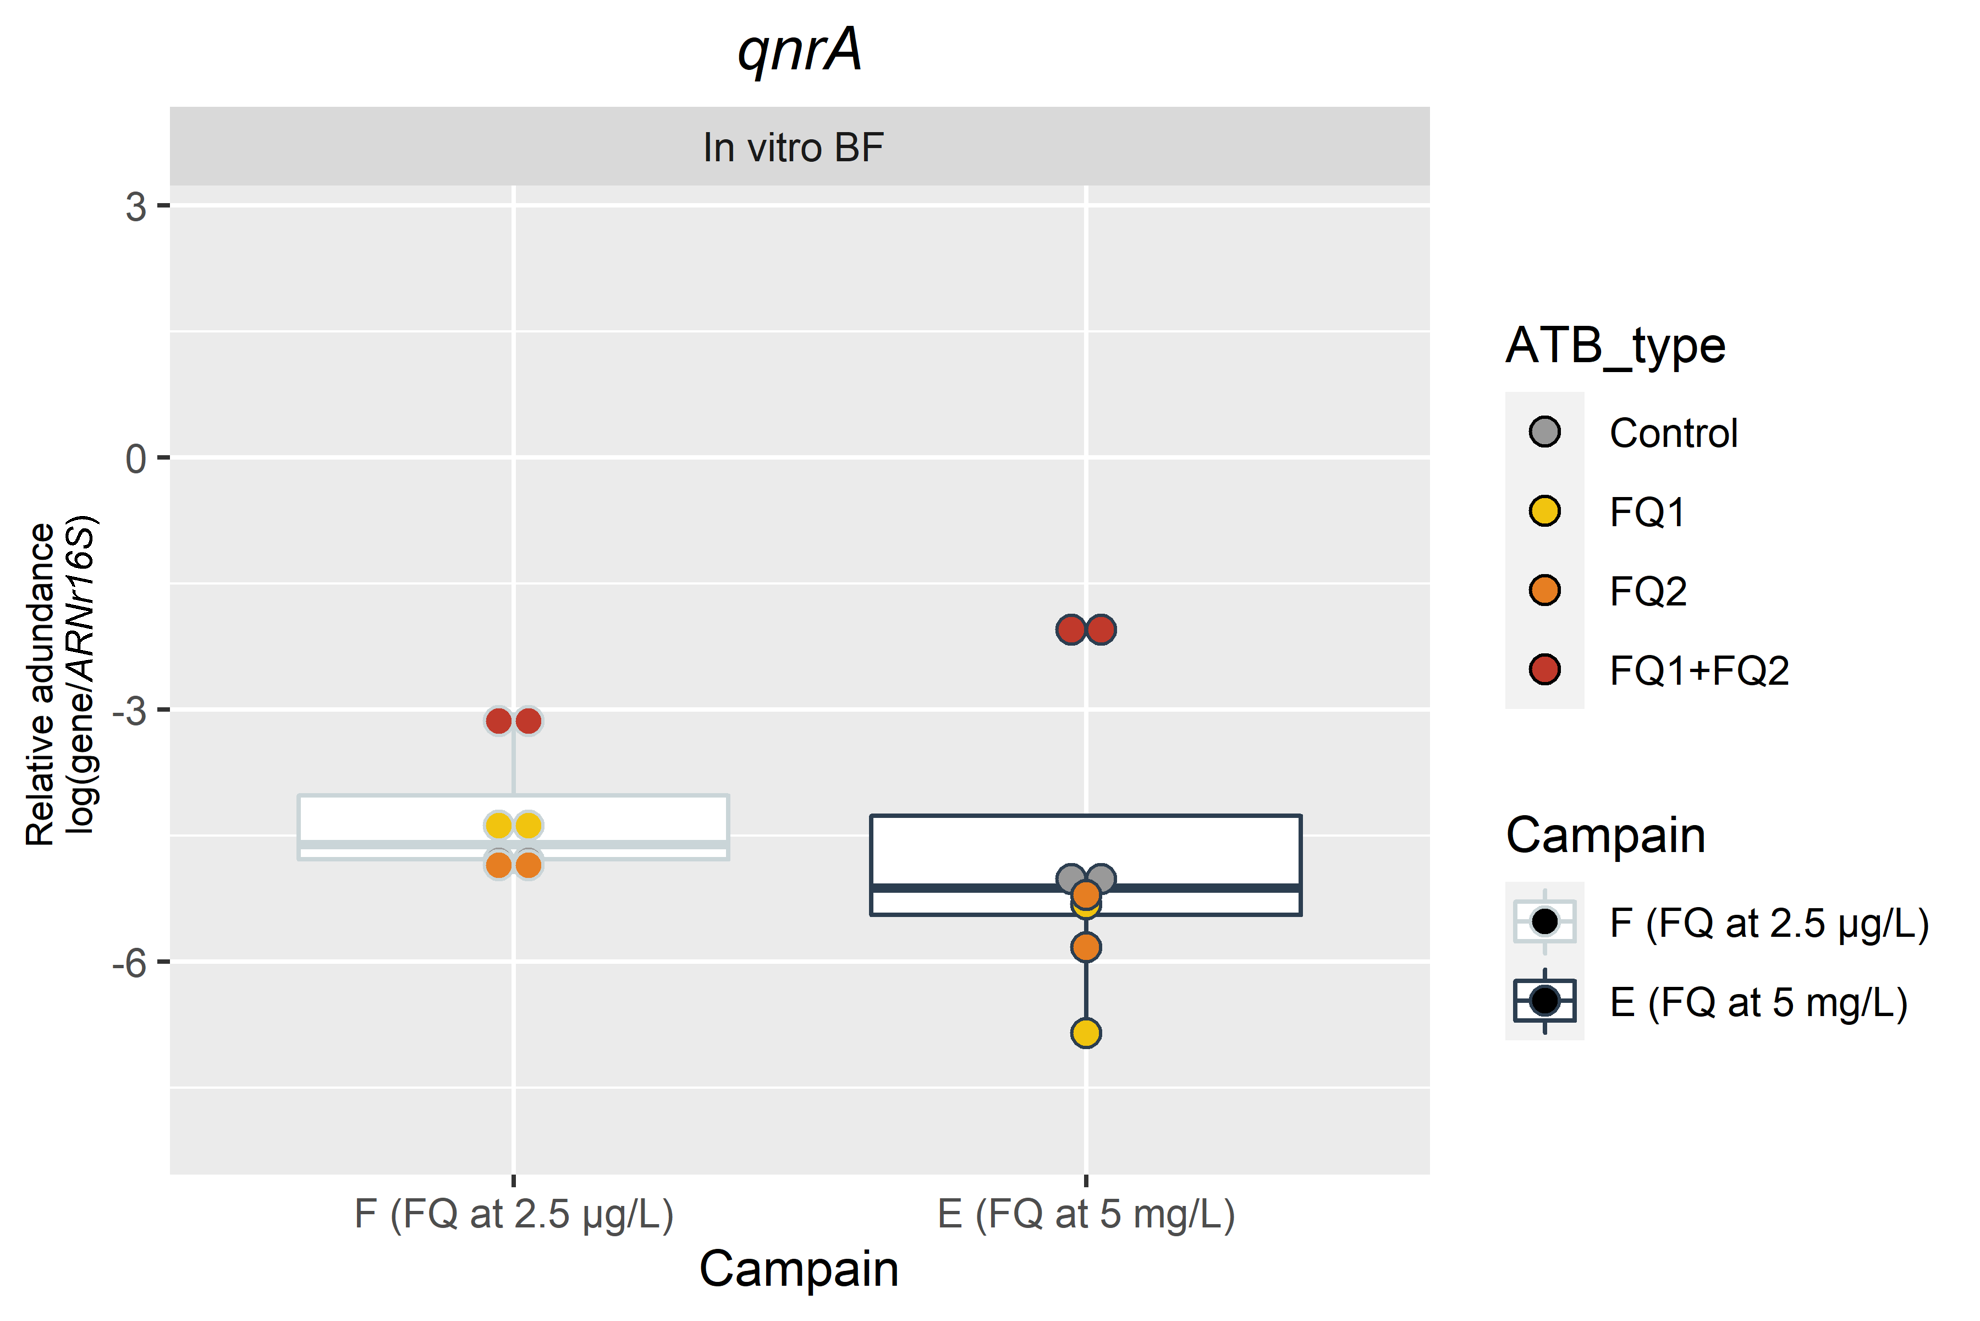 qnrA
In vitro BF
3
0
-3
-6
Relative adundance
log(gene/ARNr16S)
F (FQ at 2.5 µg/L)
E (FQ at 5 mg/L)
Campain
ATB_type
Control
FQ1
FQ2
FQ1+FQ2
Campain
F (FQ at 2.5 µg/L)
E (FQ at 5 mg/L)